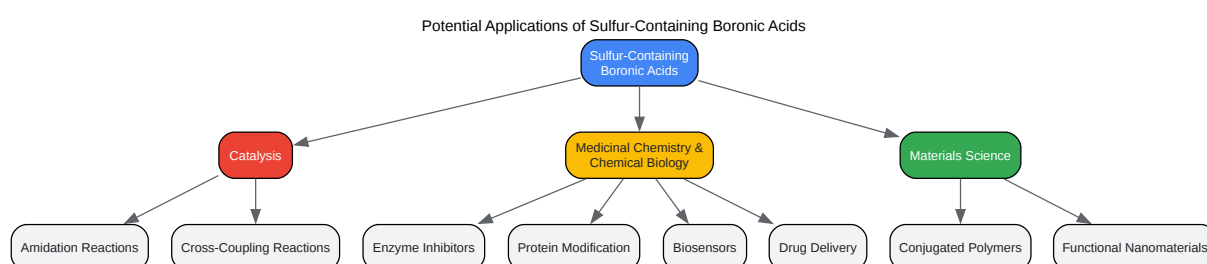 Potential Applications of Sulfur-Containing Boronic Acids
Sulfur-Containing
Boronic Acids
Catalysis
Medicinal Chemistry &
Chemical Biology
Materials Science
Amidation Reactions
Cross-Coupling Reactions
Enzyme Inhibitors
Protein Modification
Biosensors
Drug Delivery
Conjugated Polymers
Functional Nanomaterials